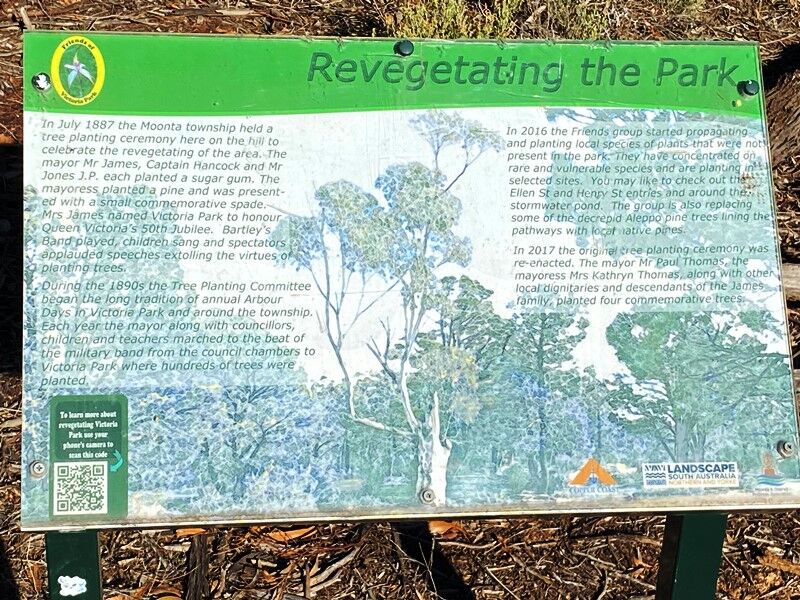 Friends of
Victoria Park
Revegetating the Park
In July 1887 the Moonta township held a
tree planting ceremony here on the hill to
celebrate the revegetating of the area. The
mayor Mr James, Captain Hancock and Mr
Jones J.P. each planted a sugar gum. The
mayoress planted a pine and was present-
ed with a small commemorative spade.
Mrs James named Victoria Park to honour
Queen Victoria's 50th Jubilee. Bartley's
Band played, children sang and spectators
applauded speeches extolling the virtues of
planting trees.
During the 1890s the Tree Planting Committee
began the long tradition of annual Arbour
Days in Victoria Park and around the township.
Each year the mayor along with councillors,
children and teachers marched to the beat of
the military band from the council chambers to
Victoria Park where hundreds of trees were
planted.
In 2016 the Friends group started propagating
and planting local species of plants that were not
present in the park. They have concentrated on
rare and vulnerable species and are planting in
selected sites. You may like to check out the
Ellen St and Henry St entries and around the
stormwater pond. The group is also replacing
some of the decrepid Aleppo pine trees lining the
pathways with local native pines.
In 2017 the original tree planting ceremony was
re-enacted. The mayor Mr Paul Thomas, the
mayoress Mrs Kathryn Thomas, along with other
local dignitaries and descendants of the James
family, planted four commemorative trees.
To learn more about
revegetating Victoria
Park use your
phone's camera to
scan this code
COPPER COAST
LANDSCAPE
SOUTH AUSTRALIA
NORTHERN AND YORKE